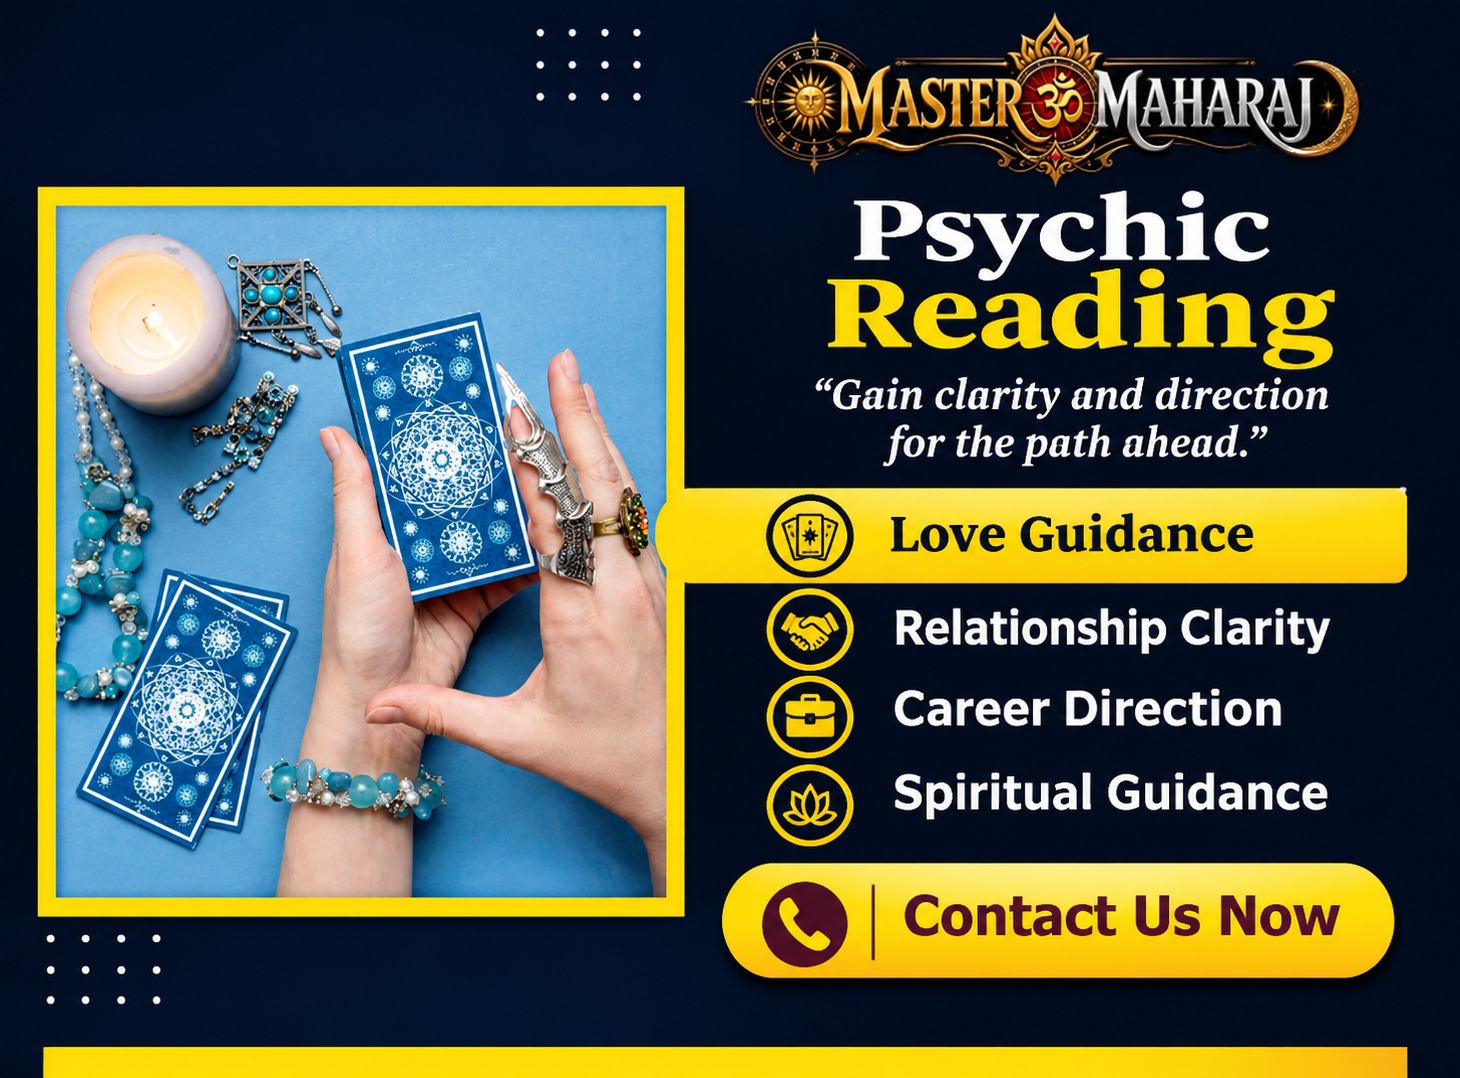 MASTER ॐ MAHARAJ
Psychic
Reading
“Gain clarity and direction
for the path ahead.”
Love Guidance
Relationship Clarity
Career Direction
Spiritual Guidance
Contact Us Now